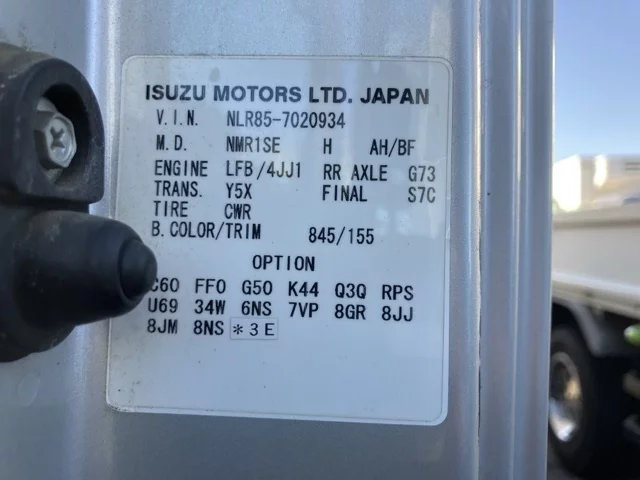 ISUZU MOTORS LTD. JAPAN
V.I.N. NLR85-7020934
M.D. NMR1SE H AH/BF
ENGINE LFB/4JJ1 RR AXLE G73
TRANS. Y5X FINAL S7C
TIRE CWR
B.COLOR/TRIM 845/155
OPTION
C60 FF0 G50 K44 Q3Q RPS
U69 34W 6NS 7VP 8GR 8JJ
8JM 8NS *3E